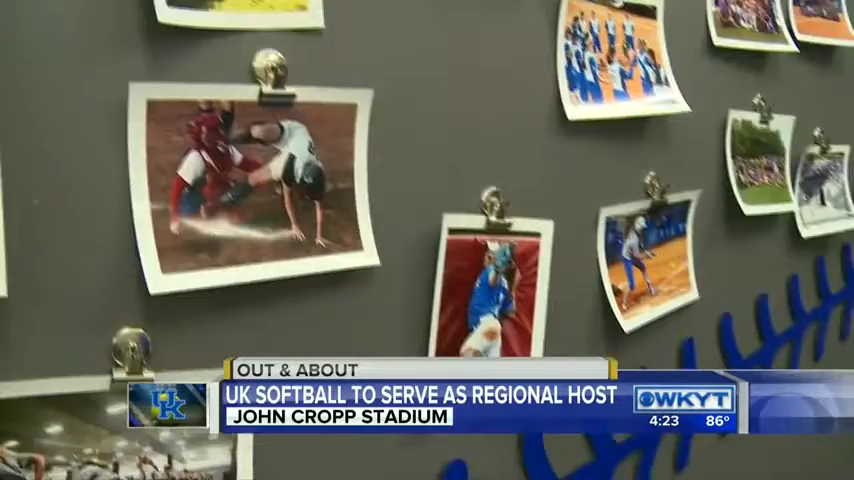 OUT & ABOUT
UK SOFTBALL TO SERVE AS REGIONAL HOST
JOHN CROPP STADIUM
UK
WKYT
4:23 86°